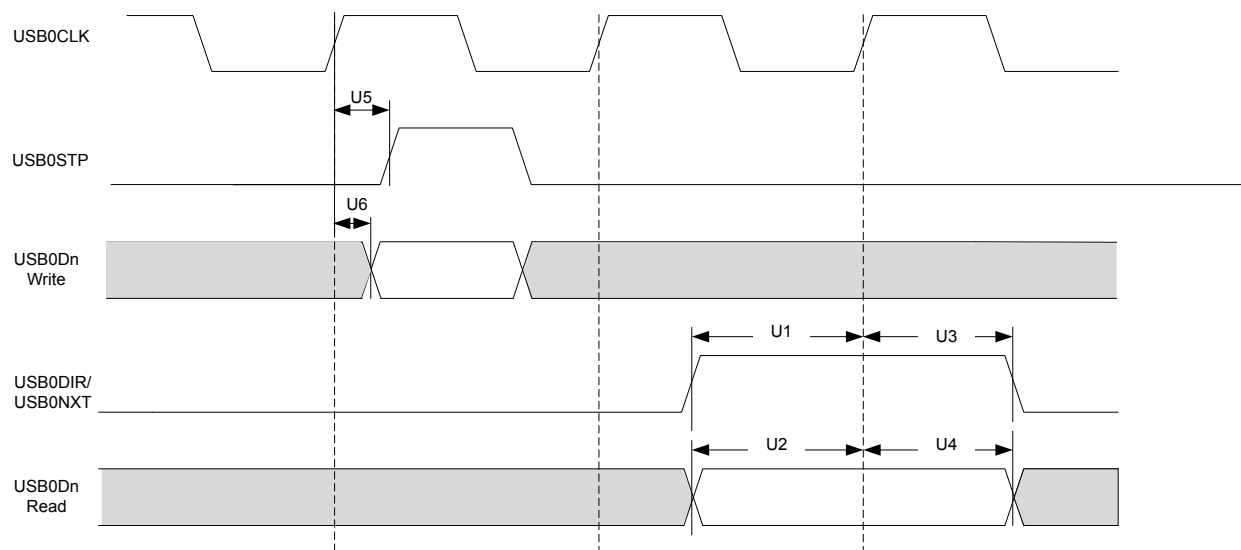 USB0CLK
U5
USB0STP
U6
USB0Dn
Write
U1
U3
USB0DIR/
USB0NXT
U2
U4
USB0Dn
Read